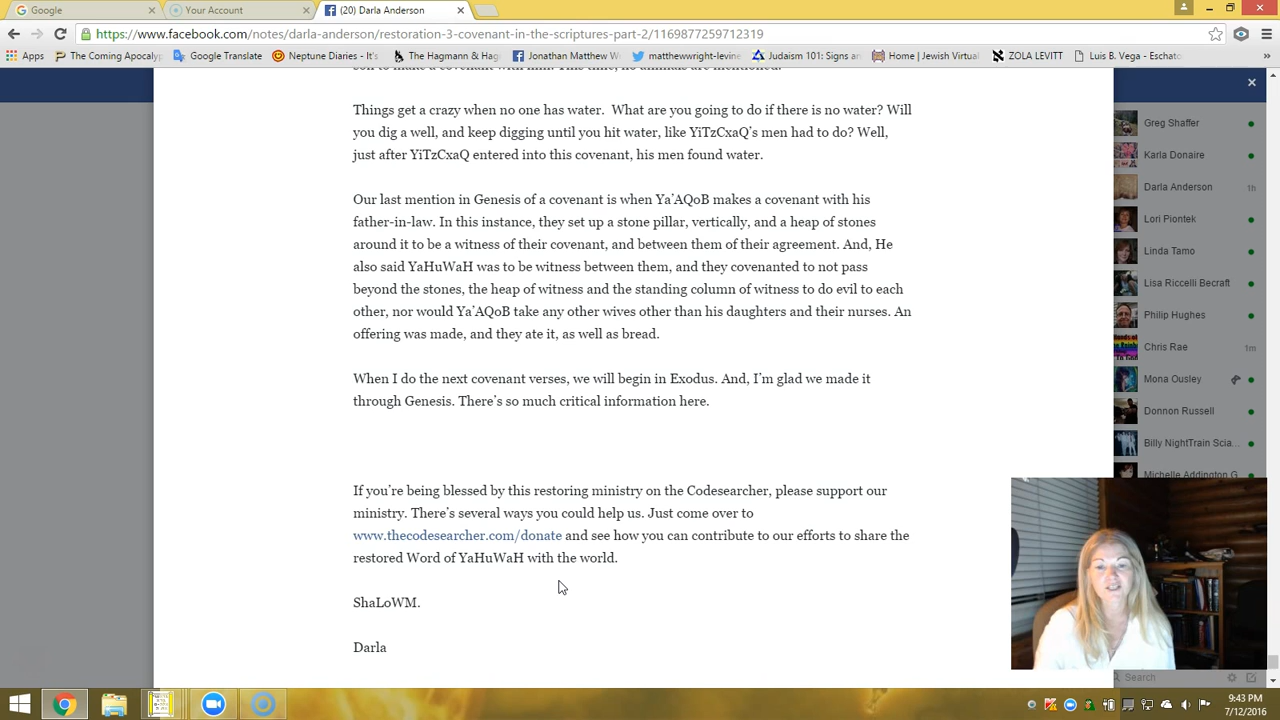 Google
Your Account
(20) Darla Anderson
https://www.facebook.com/notes/darla-anderson/restoration-3-covenant-in-the-scriptures-part-2/1169877259712319
Apps
The Coming Apocalyp
The Hagmann & Hag
Google Translate
Neptune Diaries - It's
Jonathan Matthew W
matthewwright-levine
Judaism 101: Signs an
Home | Jewish Virtual
ZOLA LEVITT
Luis B. Vega - Eschato
Things get a crazy when no one has water. What are you going to do if there is no water? Will
you dig a well, and keep digging until you hit water, like YiTzCxaQ's men had to do? Well,
just after YiTzCxaQ entered into this covenant, his men found water.
Our last mention in Genesis of a covenant is when Ya'AQoB makes a covenant with his
father-in-law. In this instance, they set up a stone pillar, vertically, and a heap of stones
around it to be a witness of their covenant, and between them of their agreement. And, He
also said YaHuWaH was to be witness between them, and they covenanted to not pass
beyond the stones, the heap of witness and the standing column of witness to do evil to each
other, nor would Ya'AQoB take any other wives other than his daughters and their nurses. An
offering was made, and they ate it, as well as bread.
When I do the next covenant verses, we will begin in Exodus. And, I'm glad we made it
through Genesis. There's so much critical information here.
If you're being blessed by this restoring ministry on the Codesearcher, please support our
ministry. There's several ways you could help us. Just come over to
www.thecodesearcher.com/donate and see how you can contribute to our efforts to share the
restored Word of YaHuWaH with the world.
ShaLoWM.
Darla
Greg Shaffer
Karla Donaire
Darla Anderson 1h
Lori Piontek
Linda Tamo
Lisa Riccelli Becraft
Philip Hughes
Chris Rae 1m
Mona Ousley
Donnon Russell
Billy NightTrain Scia...
Michelle Addington G
Search
9:43 PM
7/12/2016